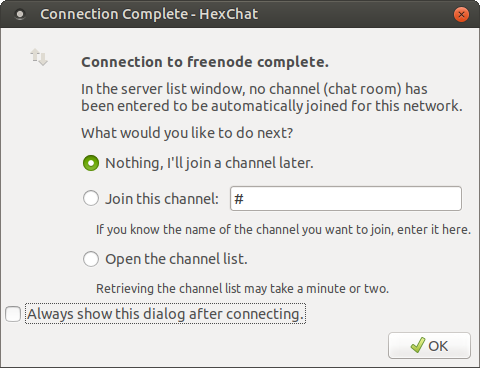 Connection Complete - HexChat
Connection to freenode complete.
In the server list window, no channel (chat room) has
been entered to be automatically joined for this network.
What would you like to do next?
Nothing, I'll join a channel later.
Join this channel: #
If you know the name of the channel you want to join, enter it here.
Open the channel list.
Retrieving the channel list may take a minute or two.
Always show this dialog after connecting.
OK